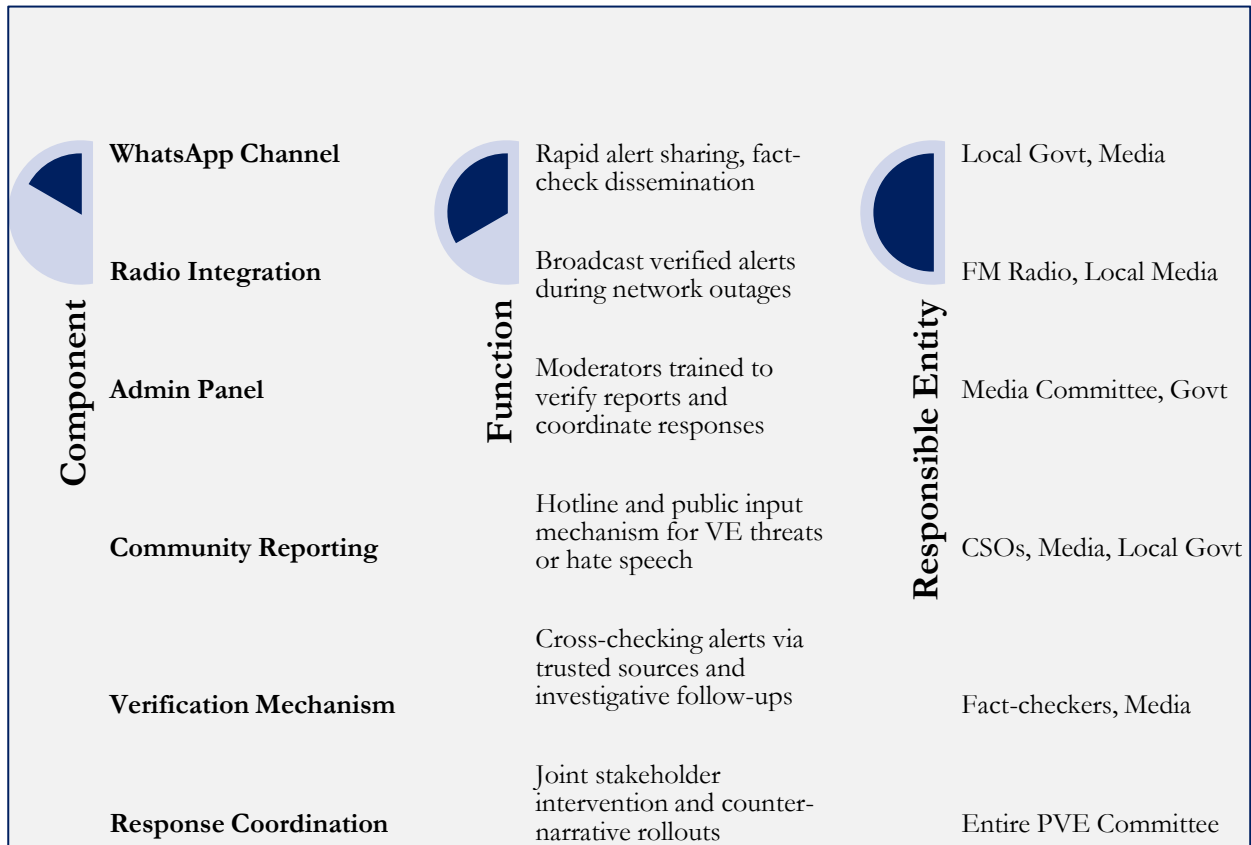 Component
WhatsApp Channel
Radio Integration
Admin Panel
Community Reporting
Verification Mechanism
Response Coordination
Function
Rapid alert sharing, fact-
check dissemination
Broadcast verified alerts
during network outages
Moderators trained to
verify reports and
coordinate responses
Hotline and public input
mechanism for VE threats
or hate speech
Cross-checking alerts via
trusted sources and
investigative follow-ups
Joint stakeholder
intervention and counter-
narrative rollouts
Responsible Entity
Local Govt, Media
FM Radio, Local Media
Media Committee, Govt
CSOs, Media, Local Govt
Fact-checkers, Media
Entire PVE Committee